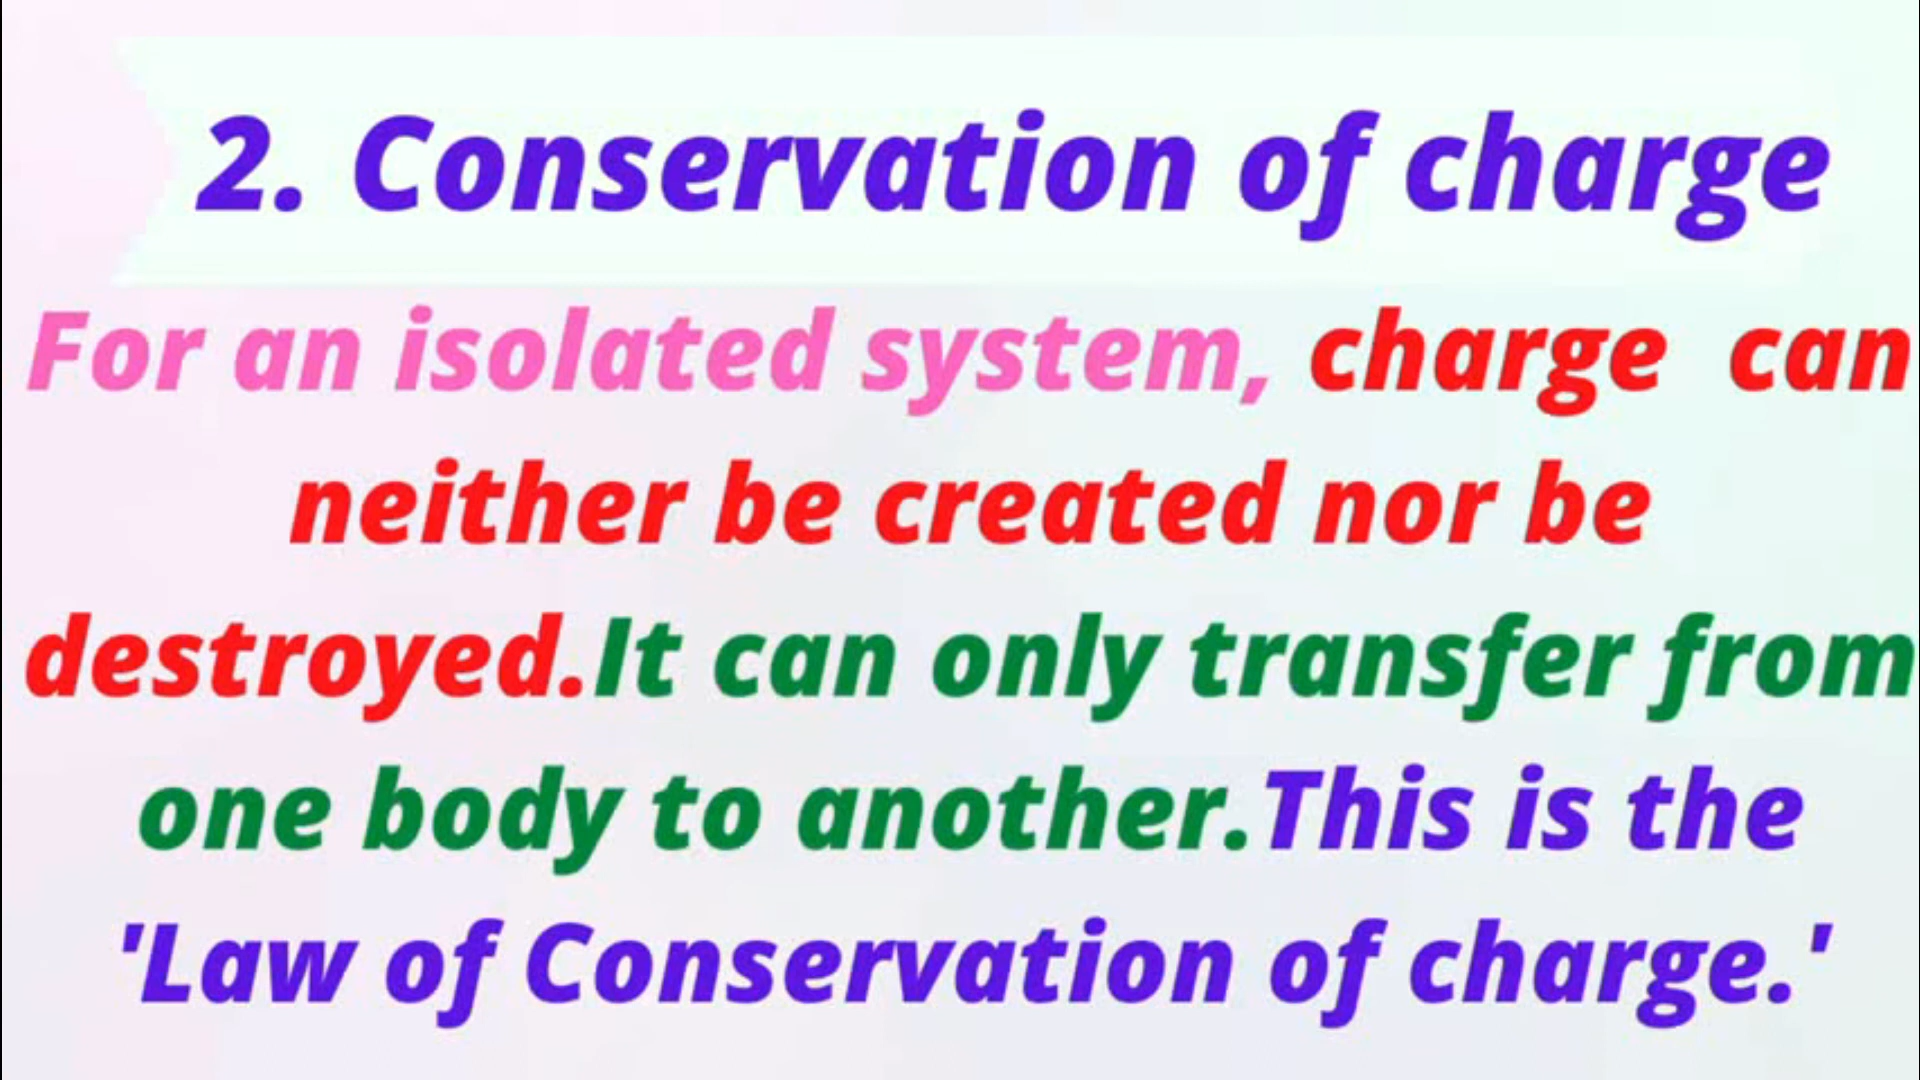 2. Conservation of charge
For an isolated system, charge  can
neither be created nor be
destroyed.It can only transfer from
one body to another.This is the
'Law of Conservation of charge.'